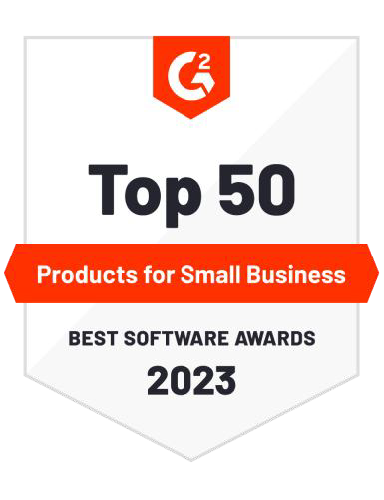 G2
Top 50
Products for Small Business
BEST SOFTWARE AWARDS
2023